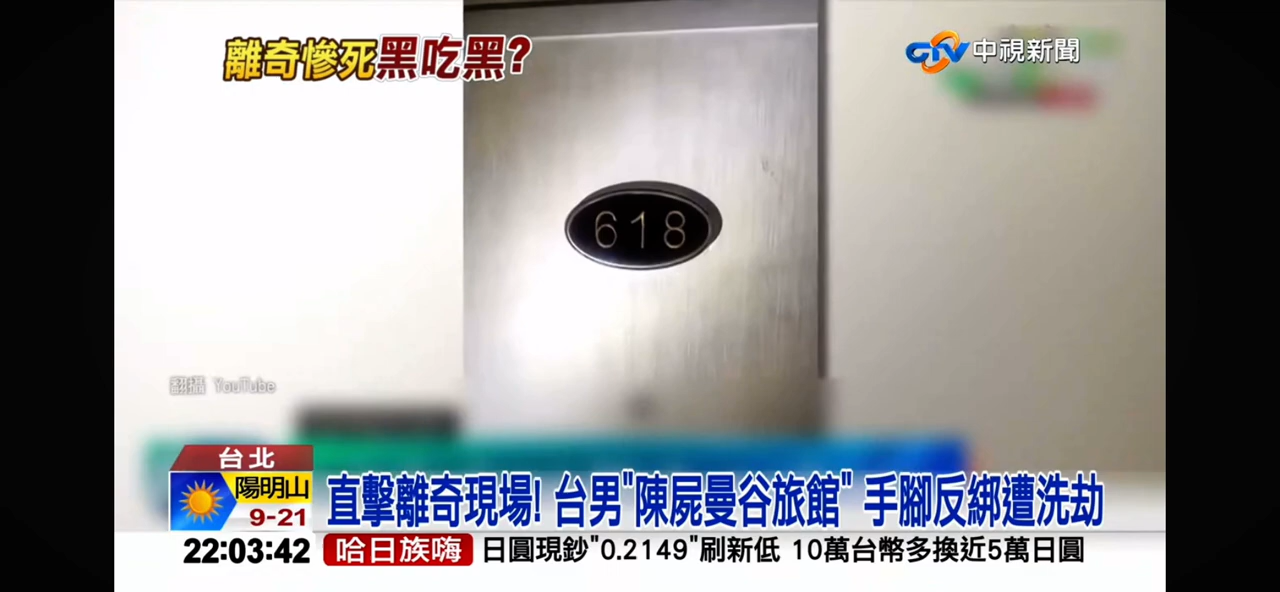 離奇慘死黑吃黑?
CTV中視新聞
618
翻攝 YouTube
台北
陽明山
9-21
直擊離奇現場! 台男"陳屍曼谷旅館" 手腳反綁遭洗劫
22:03:42 哈日族嗨 日圓現鈔"0.2149"刷新低 10萬台幣多換近5萬日圓